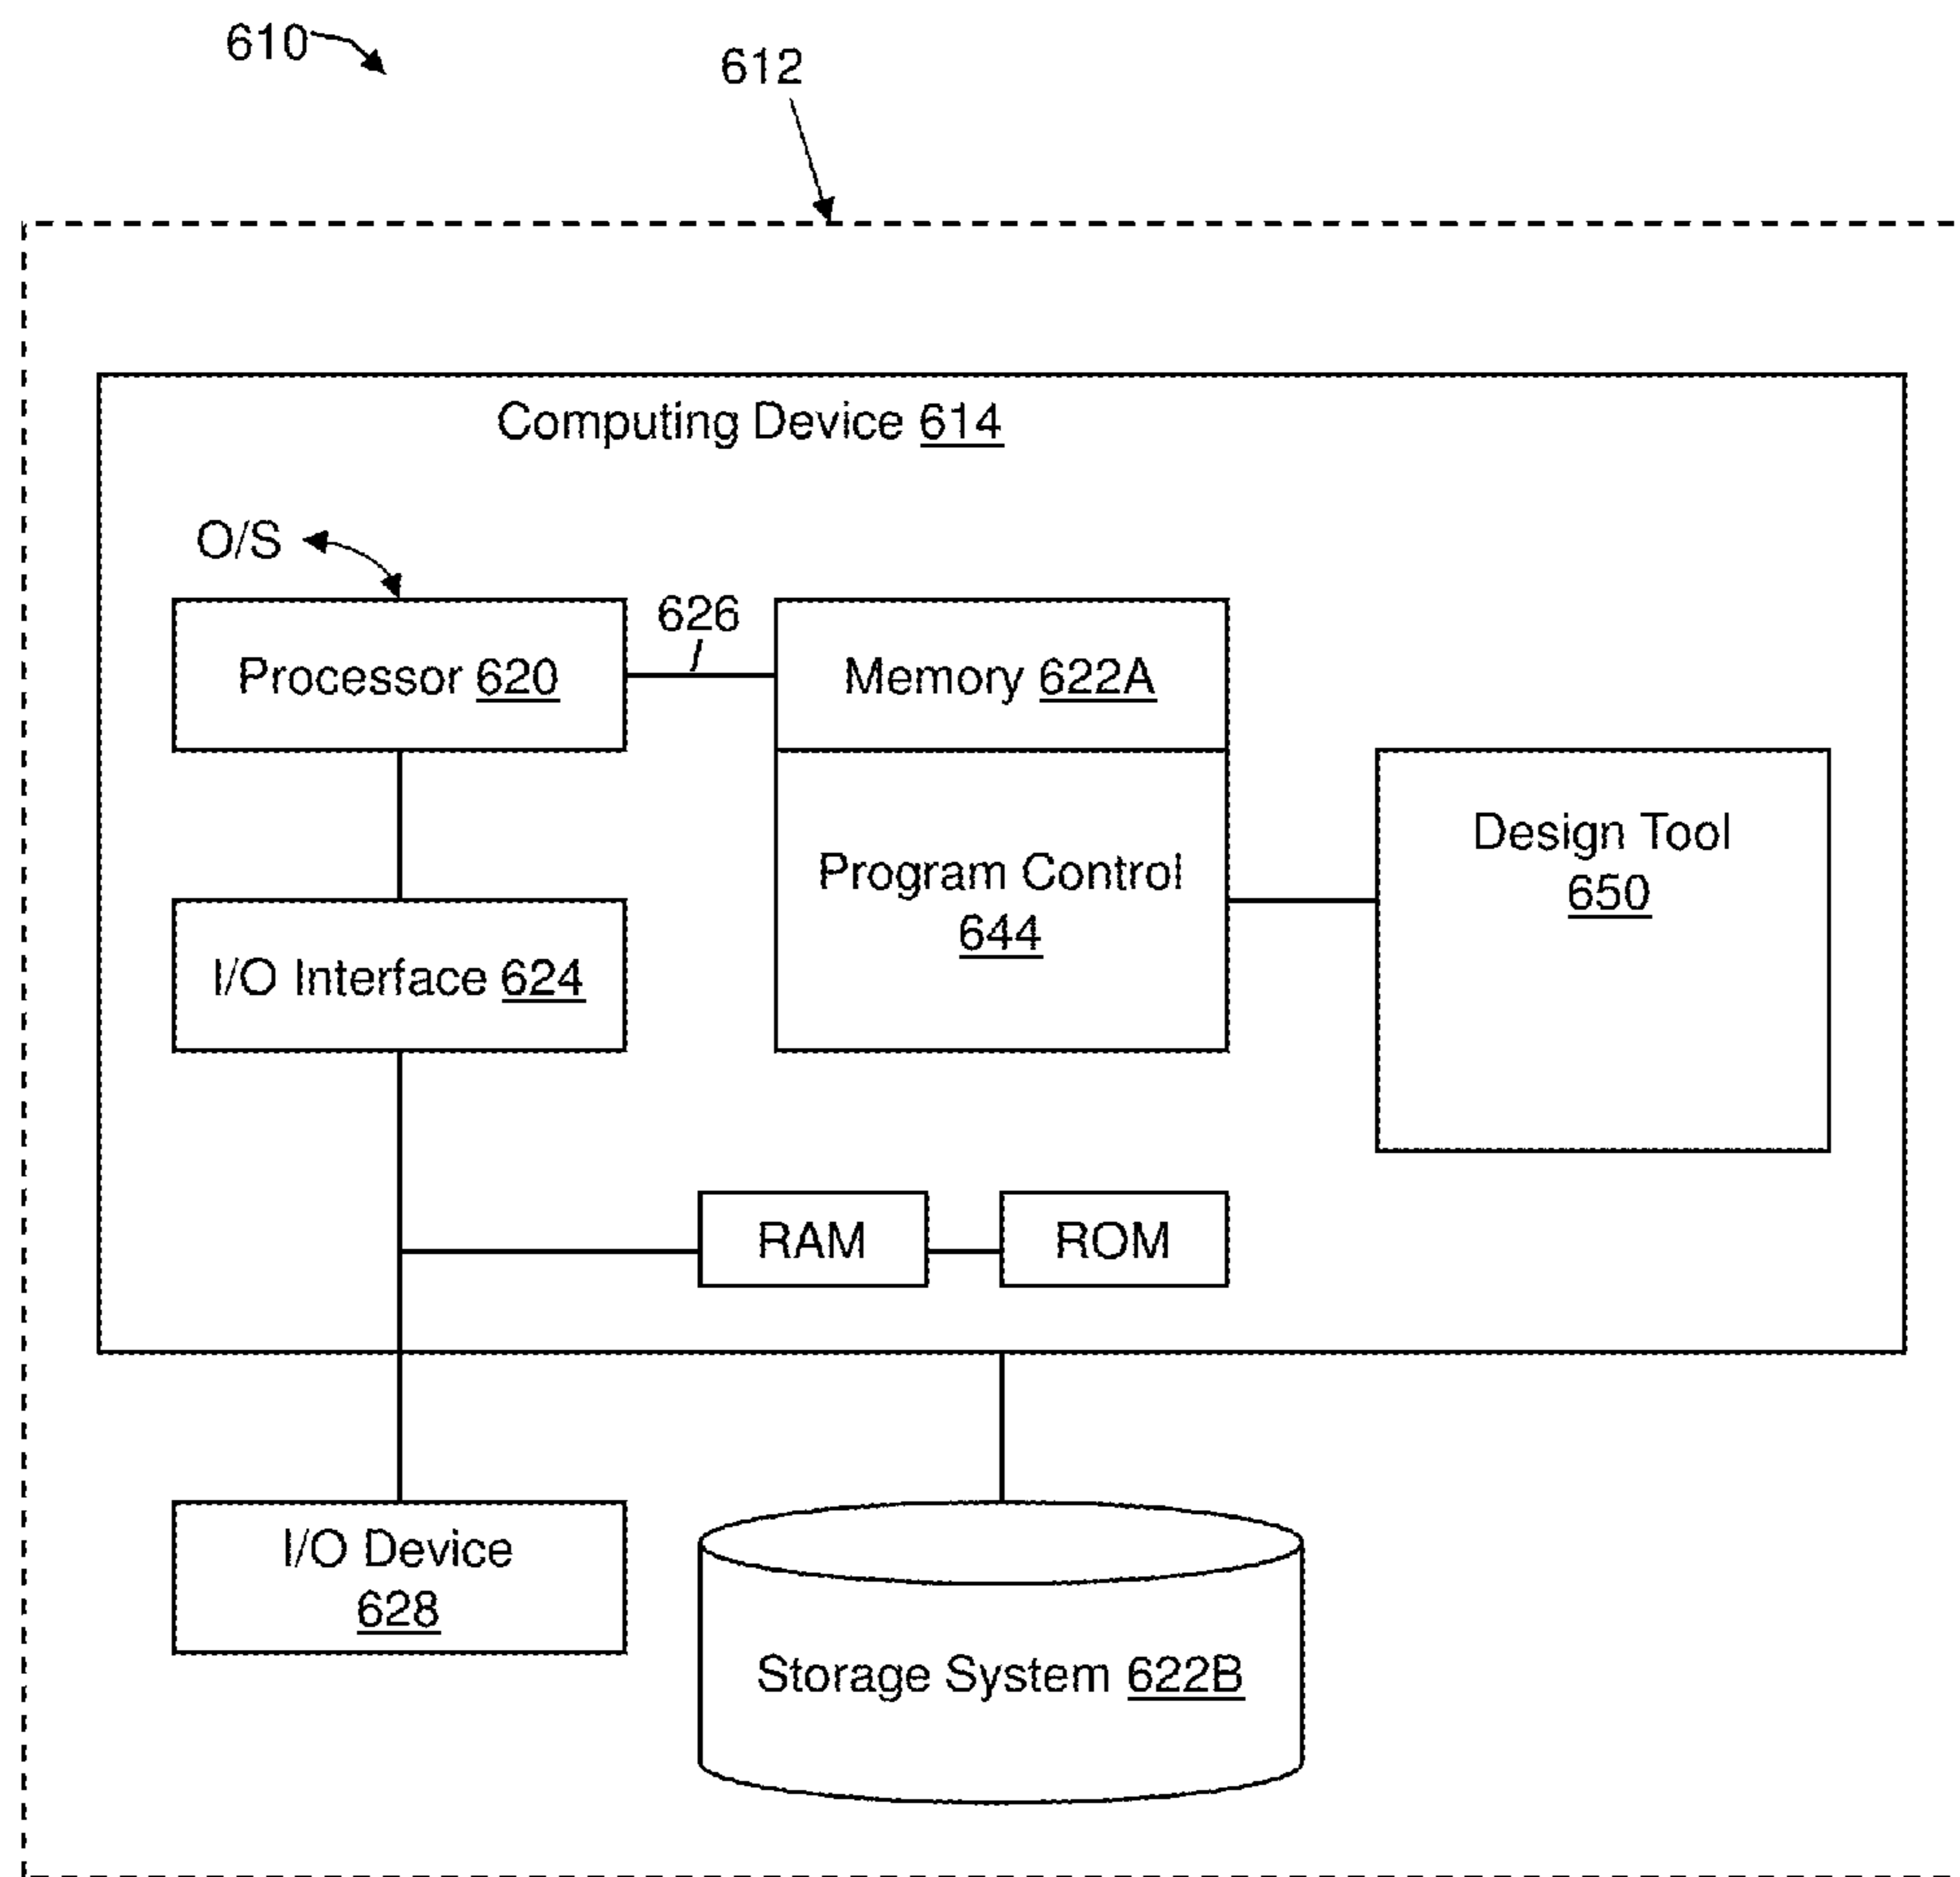 610
612
Computing Device 614
O/S
626
Processor 620
Memory 622A
Design Tool
650
Program Control
644
I/O Interface 624
RAM
ROM
I/O Device
628
Storage System 622B